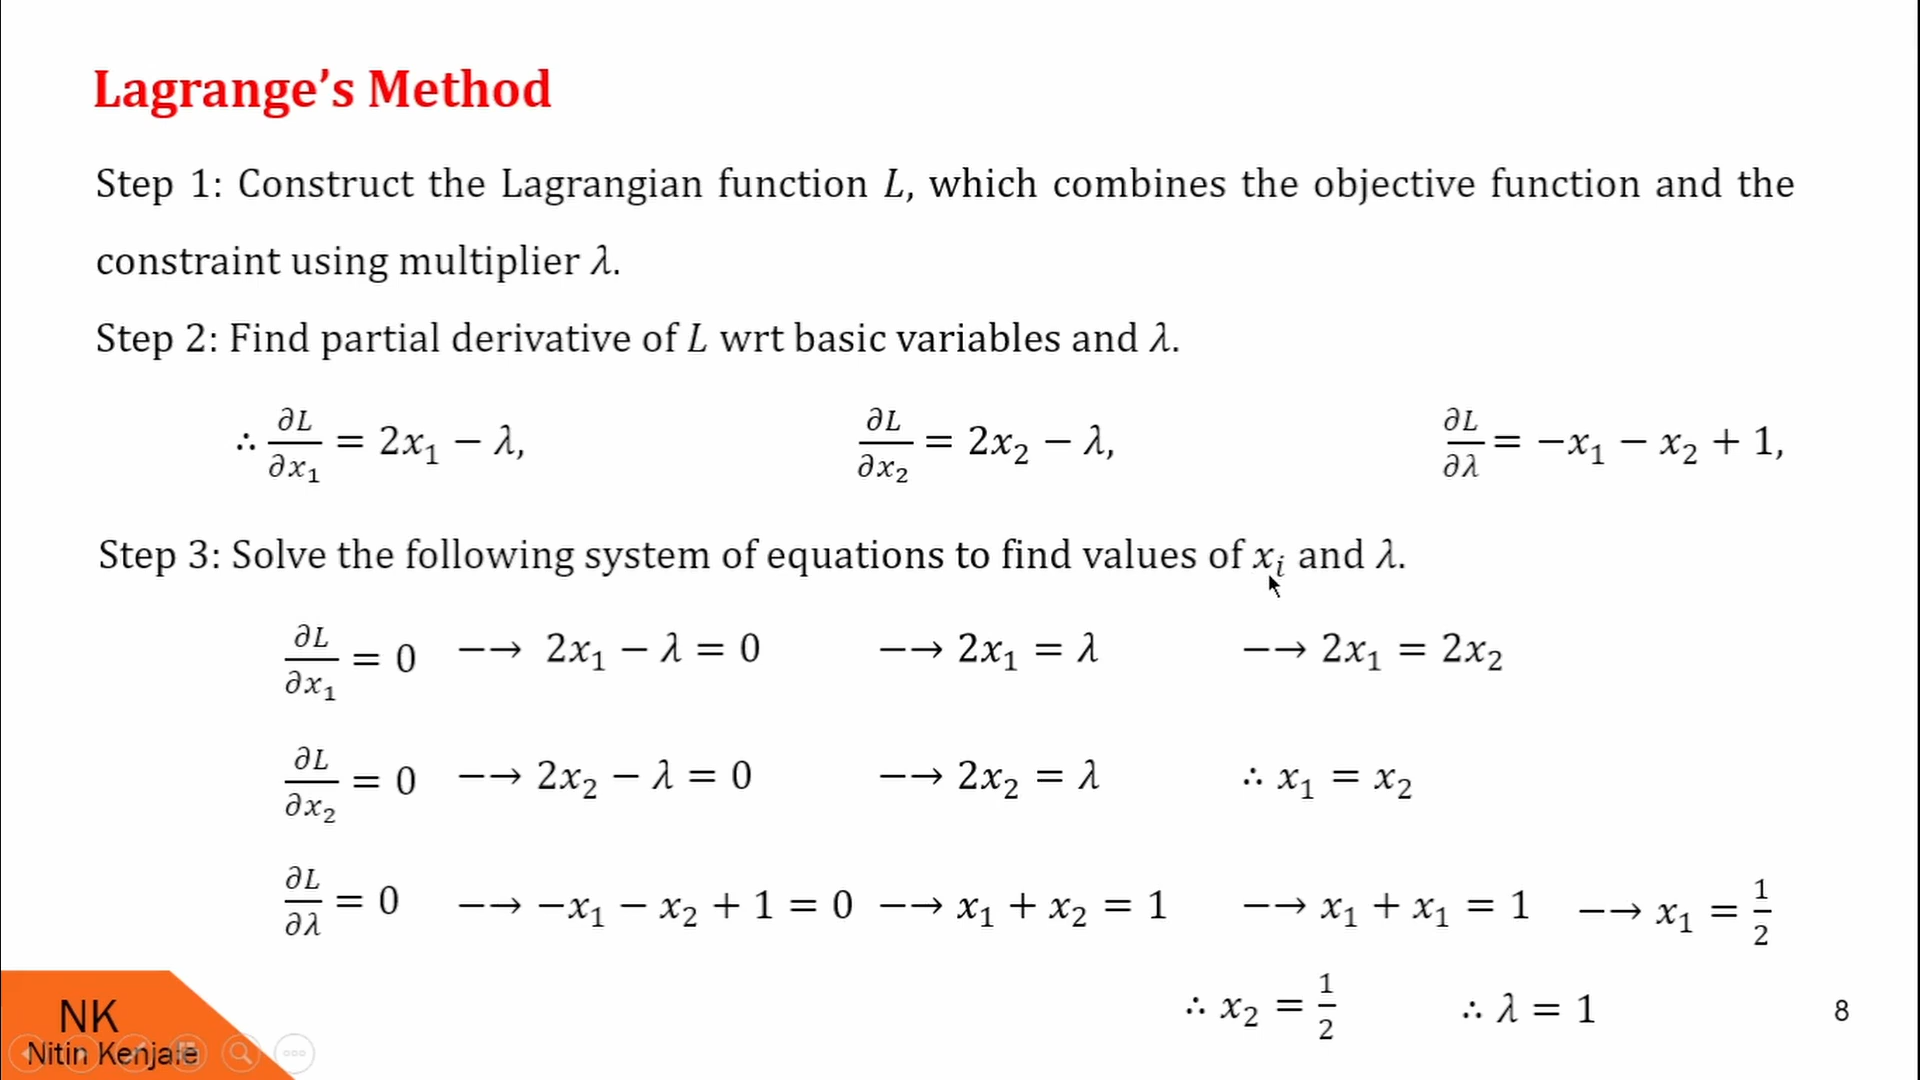 Lagrange’s Method
Step 1: Construct the Lagrangian function L, which combines the objective function and the
constraint using multiplier λ.
Step 2: Find partial derivative of L wrt basic variables and λ.
∴ ∂L/∂x₁ = 2x₁ − λ, ∂L/∂x₂ = 2x₂ − λ, ∂L/∂λ = −x₁ − x₂ + 1,
Step 3: Solve the following system of equations to find values of xᵢ and λ.
∂L/∂x₁ = 0 −→ 2x₁ − λ = 0 −→ 2x₁ = λ −→ 2x₁ = 2x₂
∂L/∂x₂ = 0 −→ 2x₂ − λ = 0 −→ 2x₂ = λ ∴ x₁ = x₂
∂L/∂λ = 0 −→ −x₁ − x₂ + 1 = 0 −→ x₁ + x₂ = 1 −→ x₁ + x₁ = 1 −→ x₁ = 1/2
∴ x₂ = 1/2 ∴ λ = 1
NK
Nitin Kenjale
8